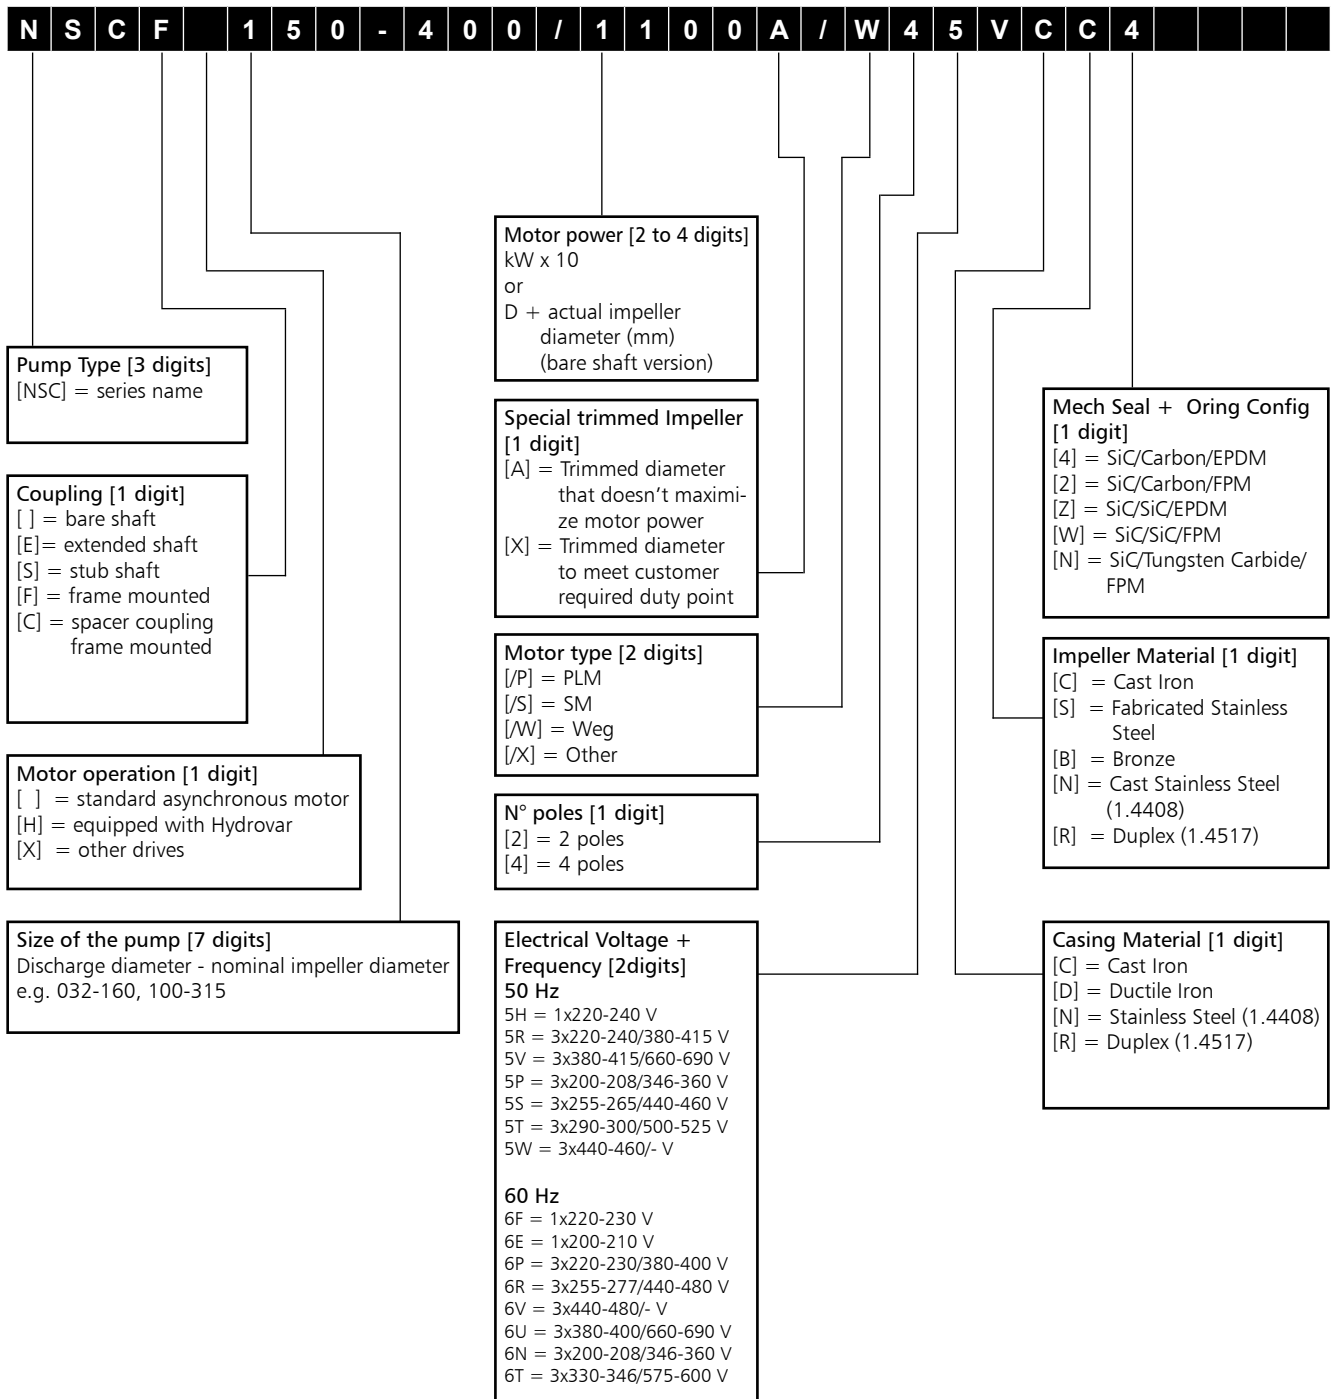 N S C F 1 5 0 - 4 0 0 / 1 1 0 0 A / W 4 5 V C C 4
Pump Type [3 digits]
[NSC] = series name
Coupling [1 digit]
[ ] = bare shaft
[E]= extended shaft
[S] = stub shaft
[F] = frame mounted
[C] = spacer coupling
frame mounted
Motor operation [1 digit]
[ ] = standard asynchronous motor
[H] = equipped with Hydrovar
[X] = other drives
Size of the pump [7 digits]
Discharge diameter - nominal impeller diameter
e.g. 032-160, 100-315
Motor power [2 to 4 digits]
kW x 10
or
D + actual impeller
diameter (mm)
(bare shaft version)
Special trimmed Impeller
[1 digit]
[A] = Trimmed diameter
that doesn't maximi-
ze motor power
[X] = Trimmed diameter
to meet customer
required duty point
Motor type [2 digits]
[/P] = PLM
[/S] = SM
[/W] = Weg
[/X] = Other
N° poles [1 digit]
[2] = 2 poles
[4] = 4 poles
Electrical Voltage +
Frequency [2digits]
50 Hz
5H = 1x220-240 V
5R = 3x220-240/380-415 V
5V = 3x380-415/660-690 V
5P = 3x200-208/346-360 V
5S = 3x255-265/440-460 V
5T = 3x290-300/500-525 V
5W = 3x440-460/- V
60 Hz
6F = 1x220-230 V
6E = 1x200-210 V
6P = 3x220-230/380-400 V
6R = 3x255-277/440-480 V
6V = 3x440-480/- V
6U = 3x380-400/660-690 V
6N = 3x200-208/346-360 V
6T = 3x330-346/575-600 V
Mech Seal + Oring Config
[1 digit]
[4] = SiC/Carbon/EPDM
[2] = SiC/Carbon/FPM
[Z] = SiC/SiC/EPDM
[W] = SiC/SiC/FPM
[N] = SiC/Tungsten Carbide/
FPM
Impeller Material [1 digit]
[C] = Cast Iron
[S] = Fabricated Stainless
Steel
[B] = Bronze
[N] = Cast Stainless Steel
(1.4408)
[R] = Duplex (1.4517)
Casing Material [1 digit]
[C] = Cast Iron
[D] = Ductile Iron
[N] = Stainless Steel (1.4408)
[R] = Duplex (1.4517)